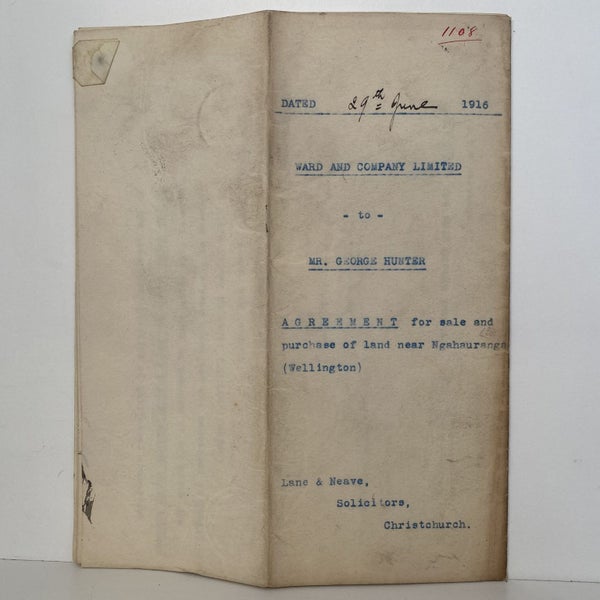 1108
DATED 29th June 1916
WARD AND COMPANY LIMITED
- to -
MR. GEORGE HUNTER
AGREEMENT for sale and
purchase of land near Ngahauranga
(Wellington)
Lane & Neave,
Solicitors,
Christchurch.